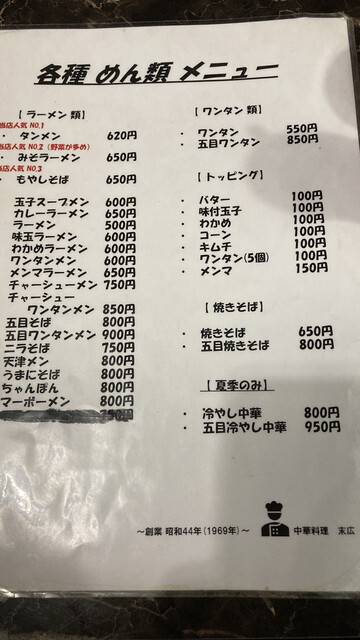 各種 めん類 メニュー
【 ラーメン 類】
当店人気 NO.1
・ タンメン 620円
当店人気 NO.2 (野菜が多め)
・ みそラーメン 650円
当店人気 NO.3
・ もやしそば 650円
玉子スープメン 600円
カレーラーメン 650円
ラーメン 500円
味玉ラーメン 600円
わかめラーメン 600円
ワンタンメン 600円
メンマラーメン 650円
チャーシューメン 750円
チャーシュー
ワンタンメン 850円
五目そば 800円
五目ワンタンメン 900円
ニラそば 750円
天津メン 800円
うまにそば 800円
ちゃんぽん 800円
マーボーメン 800円
750円
【 ワンタン 類】
・ ワンタン 550円
・ 五目ワンタン 850円
【 トッピング】
・ バター 100円
・ 味付玉子 100円
・ わかめ 100円
・ コーン 100円
・ キムチ 100円
・ ワンタン(5個) 100円
・ メンマ 150円
【 焼きそば】
・ 焼きそば 650円
・ 五目焼きそば 800円
【 夏季のみ】
・ 冷やし中華 800円
・ 五目冷やし中華 950円
～創業 昭和44年(1969年)～
中華料理 末広